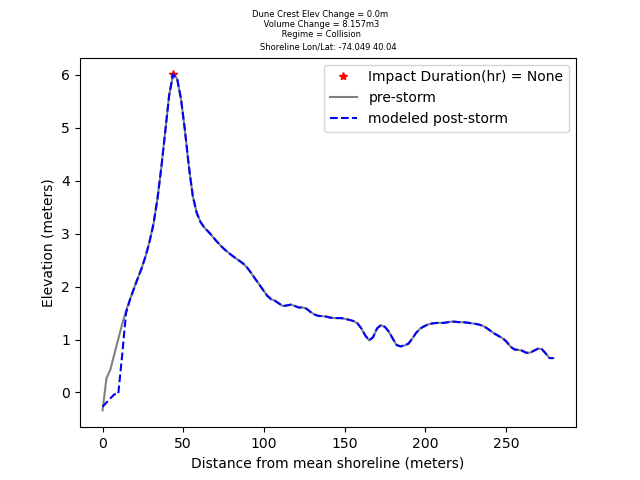 Dune Crest Elev Change = 0.0m
Volume Change = 8.157m3
Regime = Collision
Shoreline Lon/Lat: -74.049 40.04
Impact Duration(hr) = None
pre-storm
modeled post-storm
Elevation (meters)
6
5
4
3
2
1
0
0 50 100 150 200 250
Distance from mean shoreline (meters)